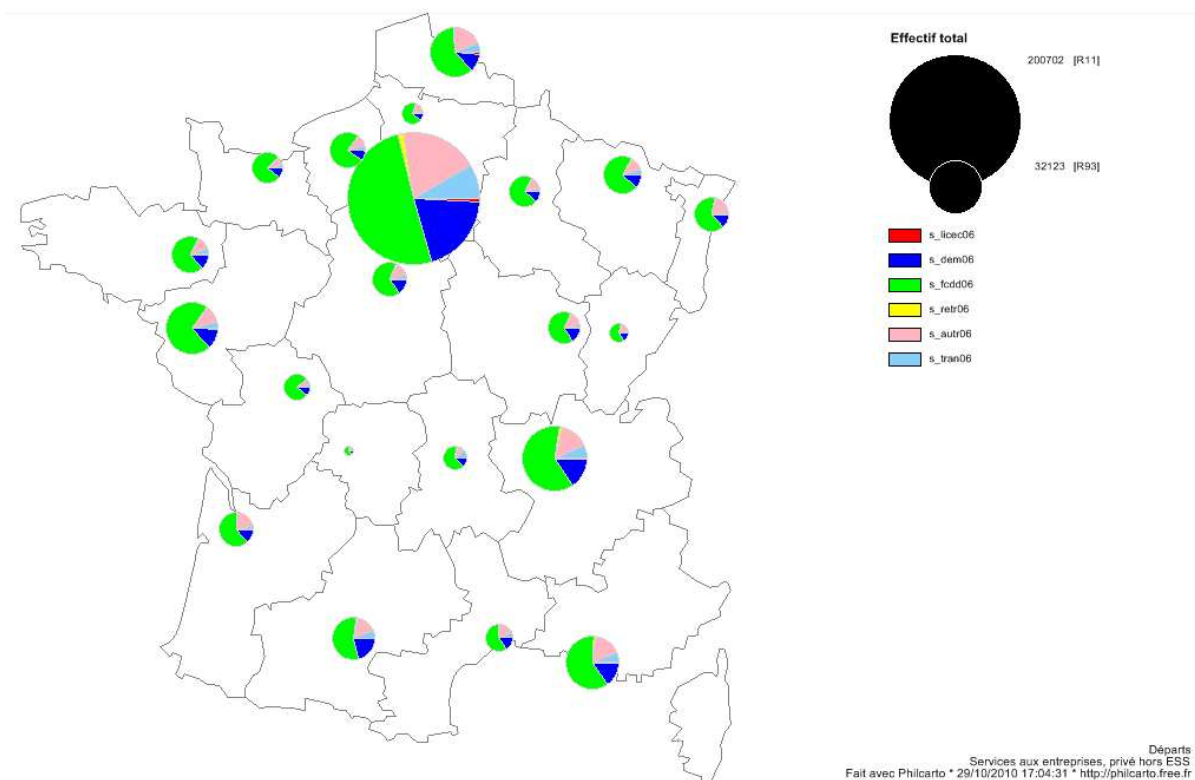 Effectif total
200702 [R11]
32123 [R93]
s_licec06
s_dem06
s_fcdd06
s_retr06
s_autr06
s_tran06
Départs
Services aux entreprises, privé hors ESS
Fait avec Philcarto * 29/10/2010 17:04:31 * http://philcarto.free.fr